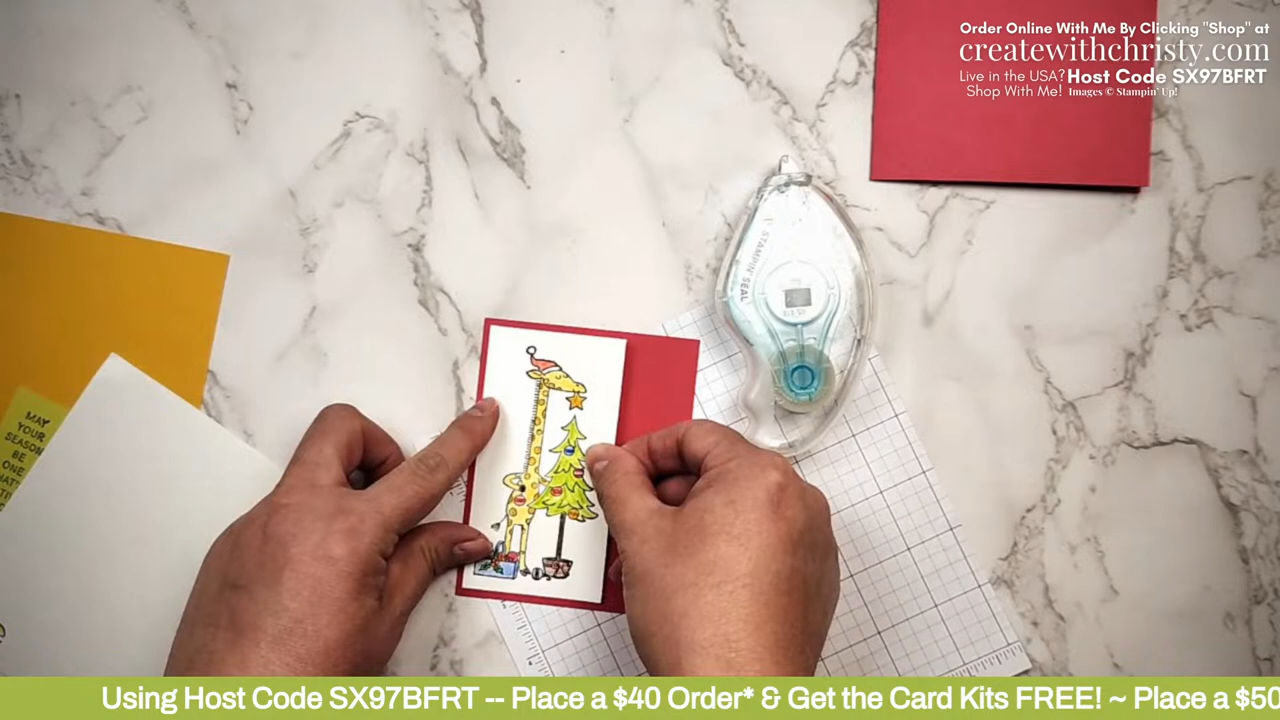 Order Online With Me By Clicking "Shop" at
createwithchristy.com
Live in the USA? Host Code SX97BFRT
Shop With Me! Images © Stampin' Up!
STAMPIN' SEAL
MAY
YOUR
SEASON
BE
ONE
Using Host Code SX97BFRT -- Place a $40 Order* & Get the Card Kits FREE! ~ Place a $50